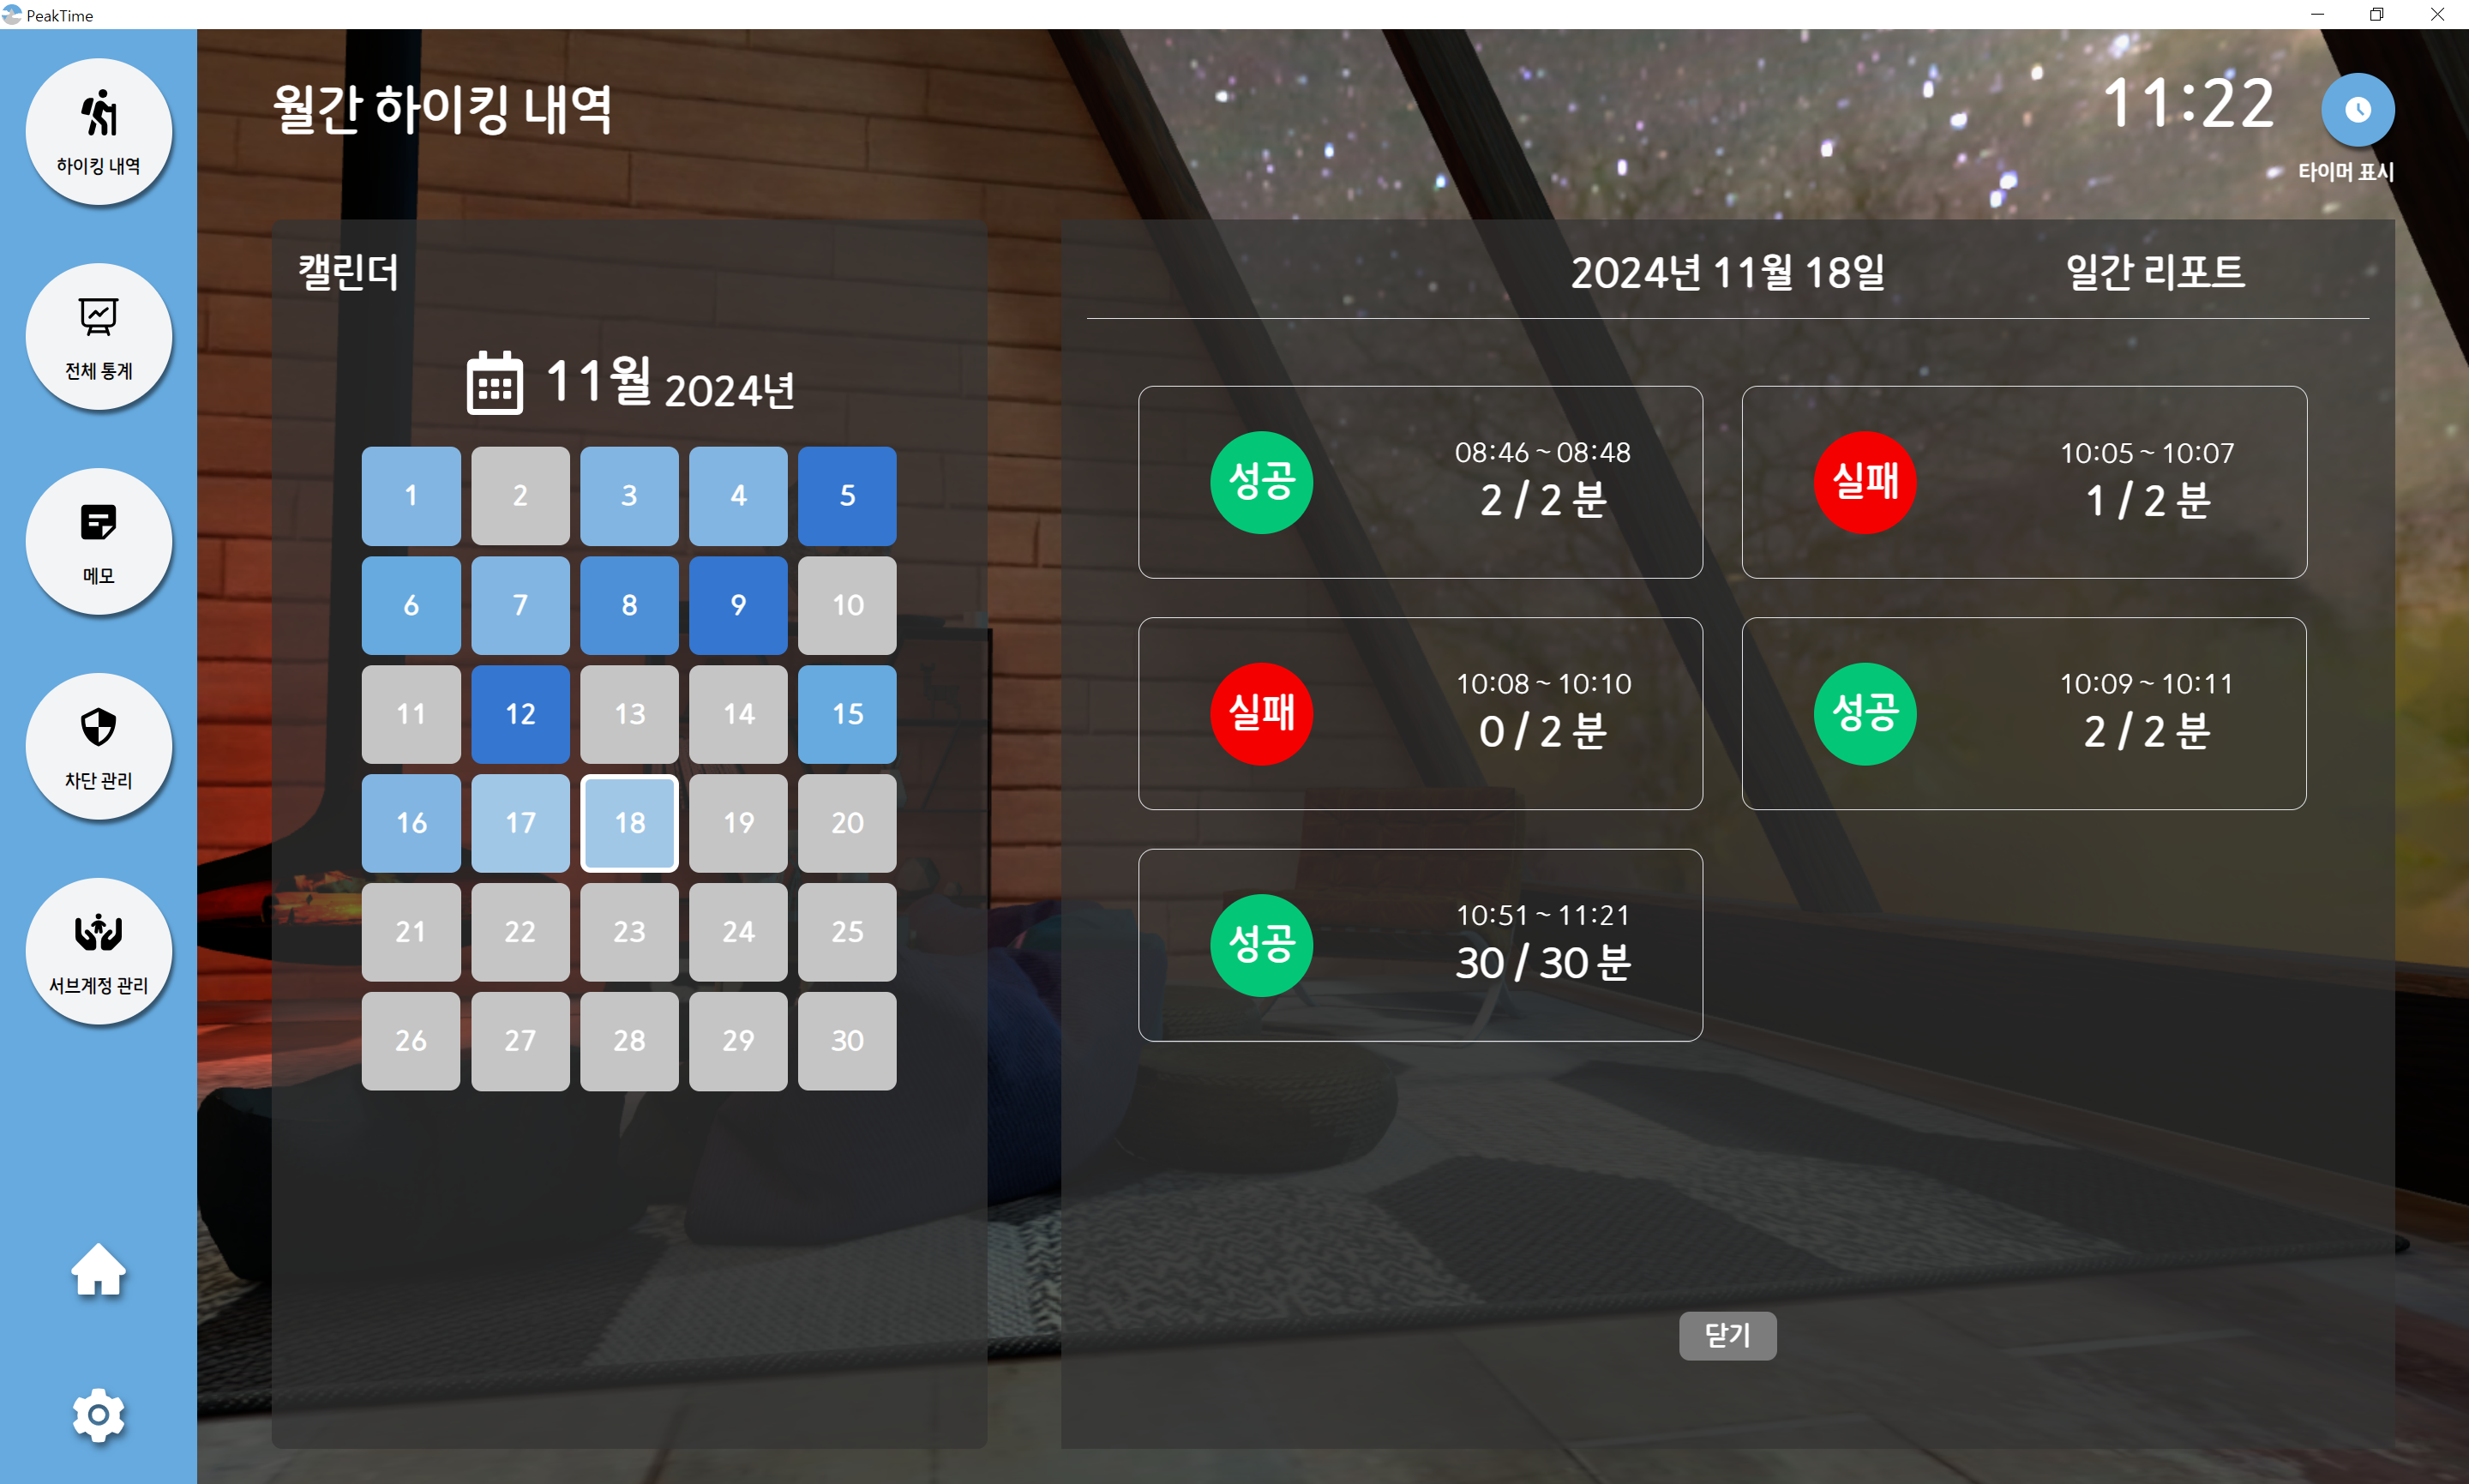 PeakTime
하이킹 내역
전체 통계
메모
차단 관리
서브계정 관리
월간 하이킹 내역
11:22
타이머 표시
캘린더
11월 2024년
1 2 3 4 5
6 7 8 9 10
11 12 13 14 15
16 17 18 19 20
21 22 23 24 25
26 27 28 29 30
2024년 11월 18일 일간 리포트
성공
08:46 ~ 08:48
2 / 2 분
실패
10:05 ~ 10:07
1 / 2 분
실패
10:08 ~ 10:10
0 / 2 분
성공
10:09 ~ 10:11
2 / 2 분
성공
10:51 ~ 11:21
30 / 30 분
닫기